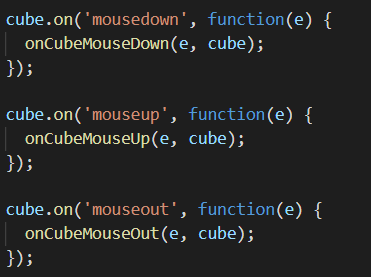 cube.on('mousedown', function(e) {
  onCubeMouseDown(e, cube);
});

cube.on('mouseup', function(e) {
  onCubeMouseUp(e, cube);
});

cube.on('mouseout', function(e) {
  onCubeMouseOut(e, cube);
});